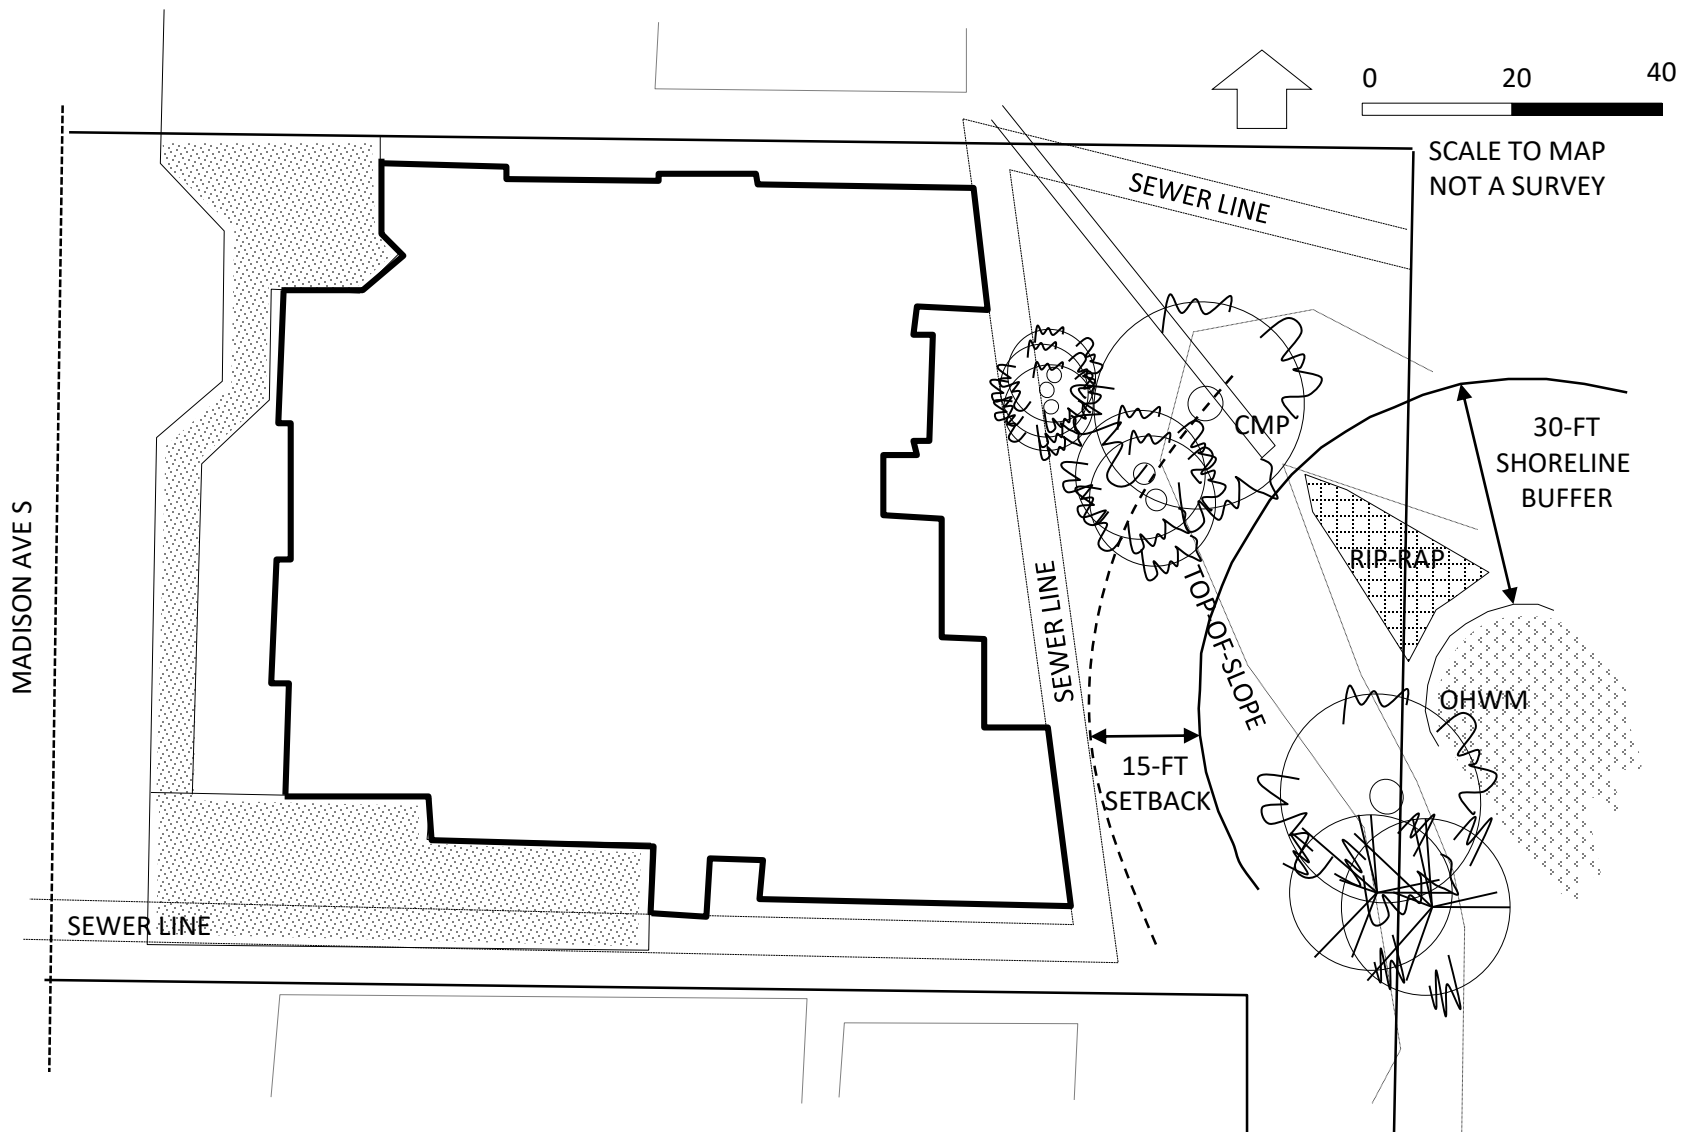 0 20 40
SCALE TO MAP
NOT A SURVEY
SEWER LINE
CMP
30-FT
SHORELINE
BUFFER
RIP-RAP
MADISON AVE S
SEWER LINE
TOP-OF-SLOPE
OHWM
15-FT
SETBACK
SEWER LINE